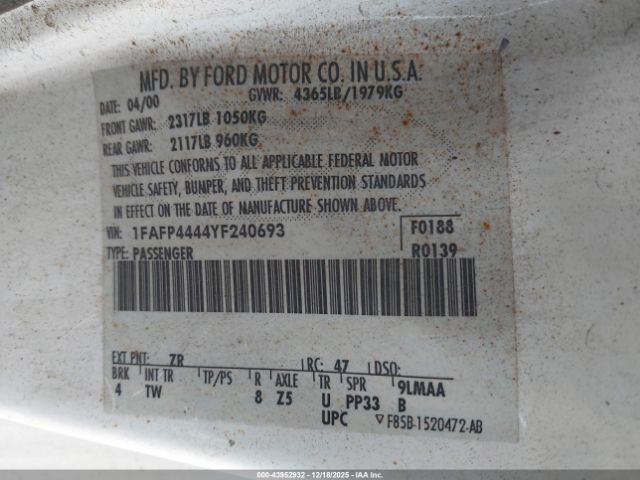 MFD. BY FORD MOTOR CO. IN U.S.A.
DATE: 04/00 GVWR: 4365LB/1979KG
FRONT GAWR: 2317LB 1050KG
REAR GAWR: 2117LB 960KG
THIS VEHICLE CONFORMS TO ALL APPLICABLE FEDERAL MOTOR
VEHICLE SAFETY, BUMPER, AND THEFT PREVENTION STANDARDS
IN EFFECT ON THE DATE OF MANUFACTURE SHOWN ABOVE.
VIN: 1FAFP4444YF240693 F0188
TYPE: PASSENGER R0139
EXT PNT: ZR RC: 47 DSO:
BRK INT TR TP/PS R AXLE TR SPR 9LMAA
4 TW 8 Z5 U PP33 B
UPC ▽F85B-1520472-AB
000-43952932 - 12/18/2025 - Copyright IAA, LLC